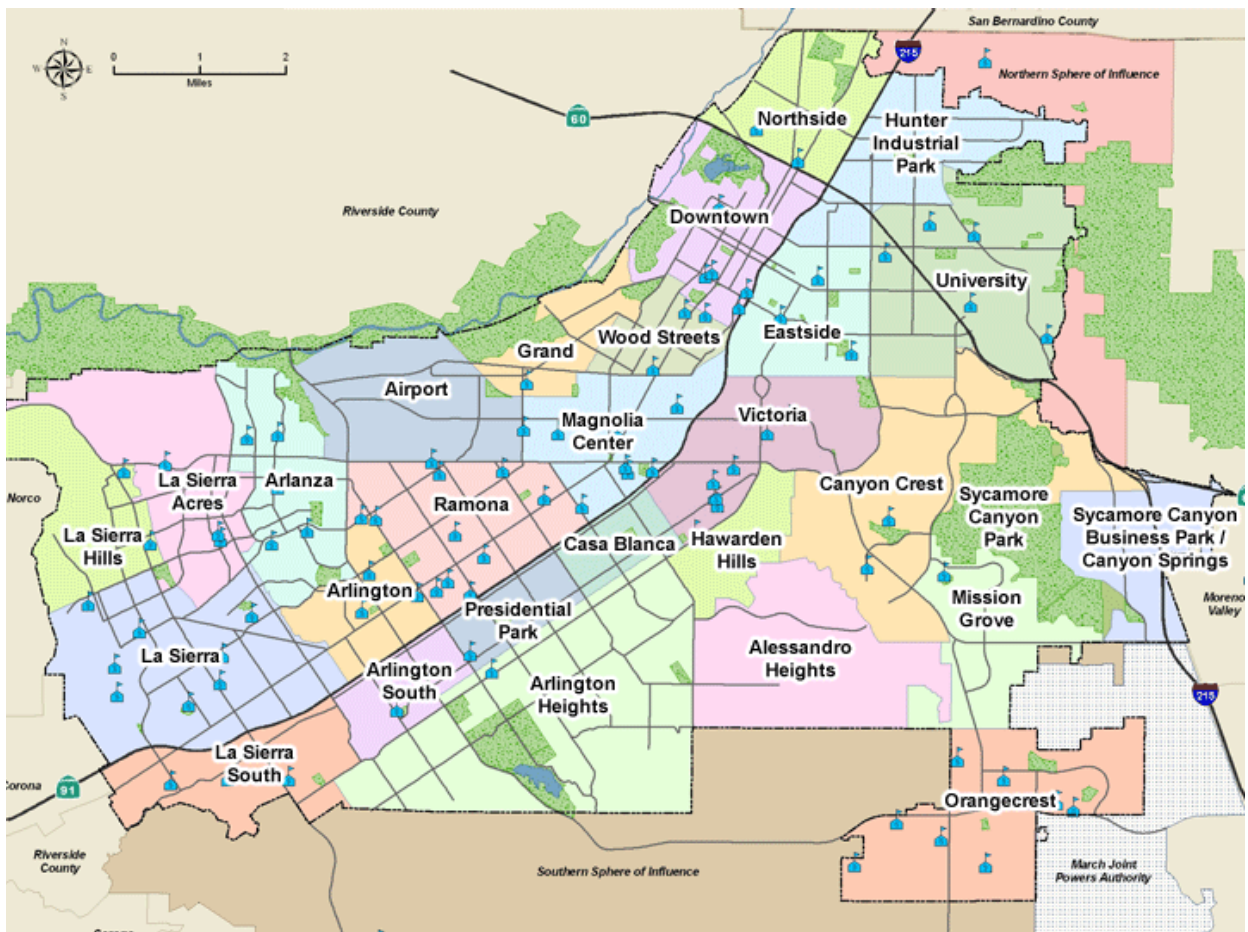 San Bernardino County
N
W E
S
0 2
Miles
215
Northern Sphere of Influence
60
Northside
Hunter
Industrial
Park
Riverside County
Downtown
University
Wood Streets
Eastside
Grand
Airport
Magnolia
Center
Victoria
La Sierra
Acres
Arlanza
Ramona
Canyon Crest
Norco
Sycamore
Canyon
Park
Sycamore Canyon
Business Park /
Canyon Springs
La Sierra
Hills
Casa Blanca
Hawarden
Hills
Arlington
Presidential
Park
Mission
Grove
Moreno
Valley
La Sierra
Arlington
South
Arlington
Heights
Alessandro
Heights
215
La Sierra
South
Corona
91
Orangecrest
Riverside
County
Southern Sphere of Influence
March Joint
Powers Authority